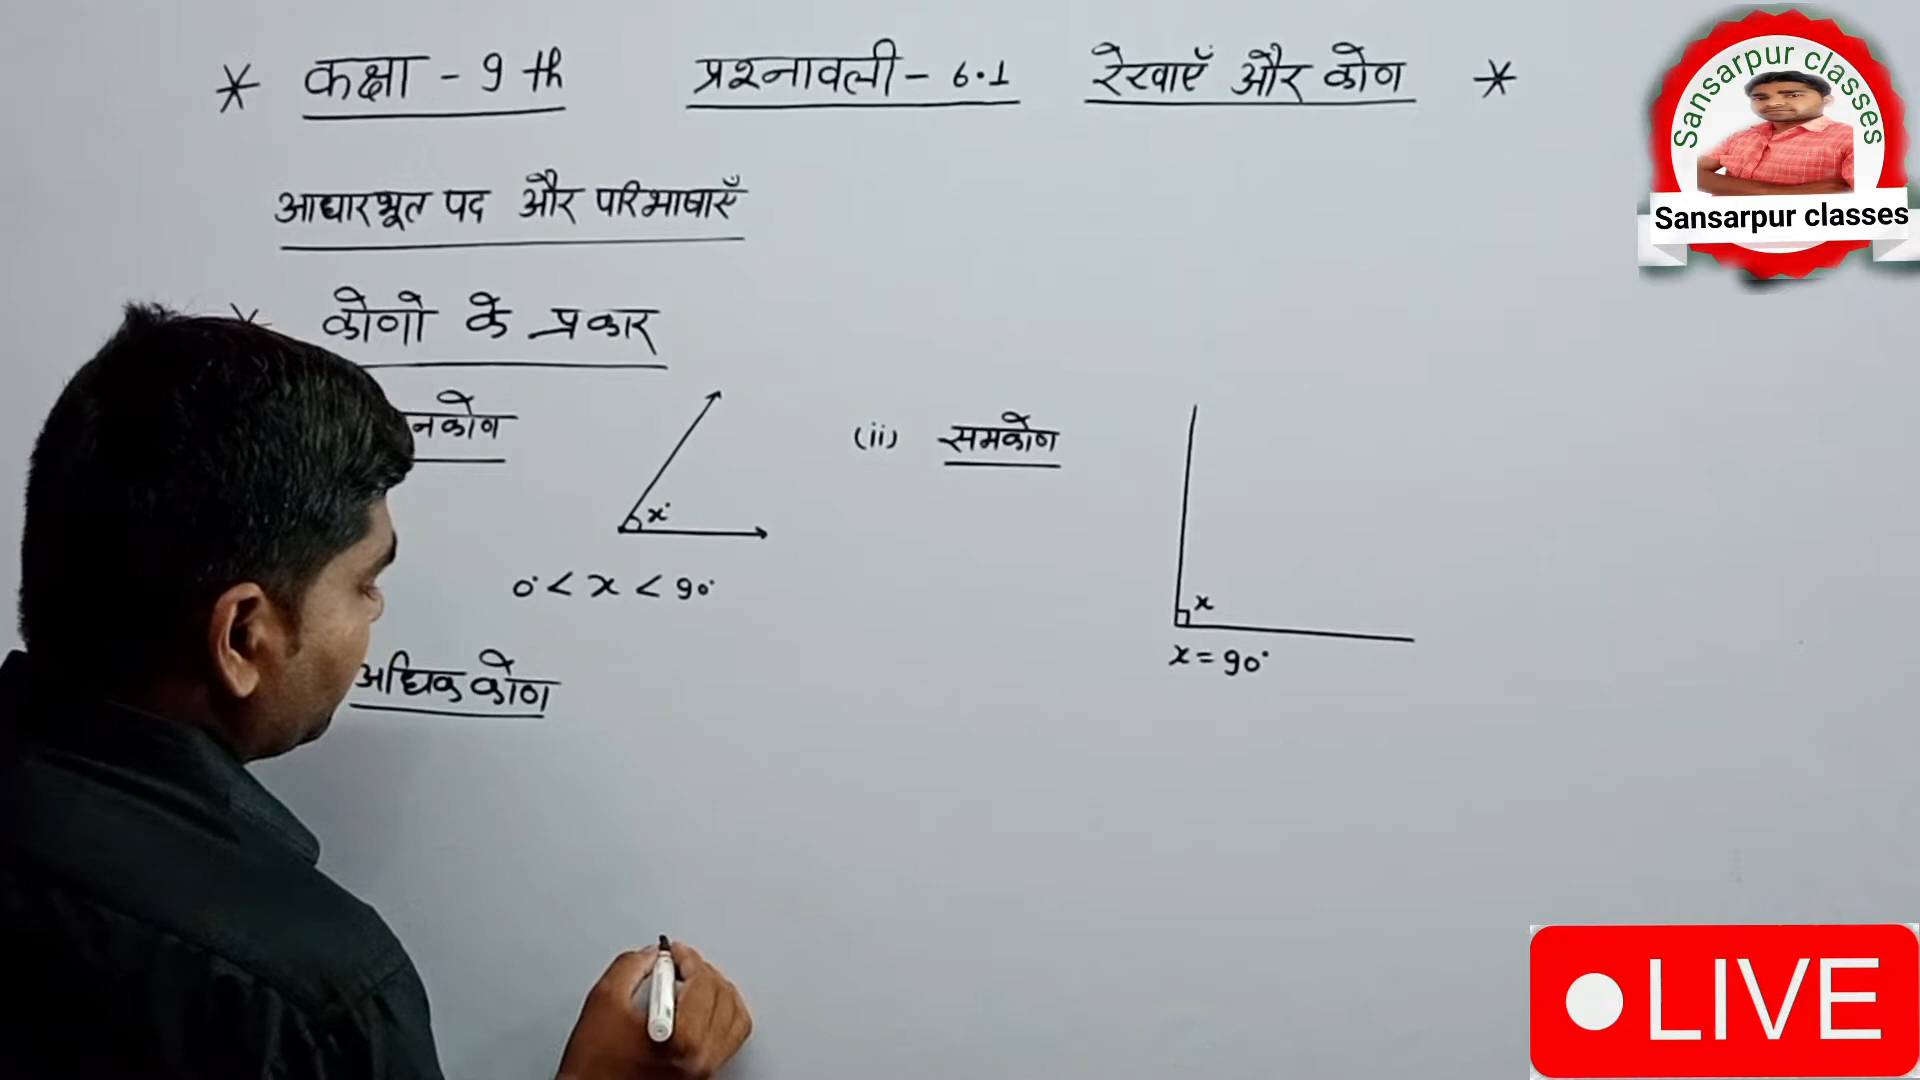 * कक्षा - 9 th प्रश्नावली - 6.1 रेखाएँ और कोण *
आधारभूत पद और परिभाषाएँ
* कोणो के प्रकार
नकोण
x°
0° < x < 90°
(ii) समकोण
x
x = 90°
अधिक कोण
Sansarpur classes
Sansarpur classes
LIVE